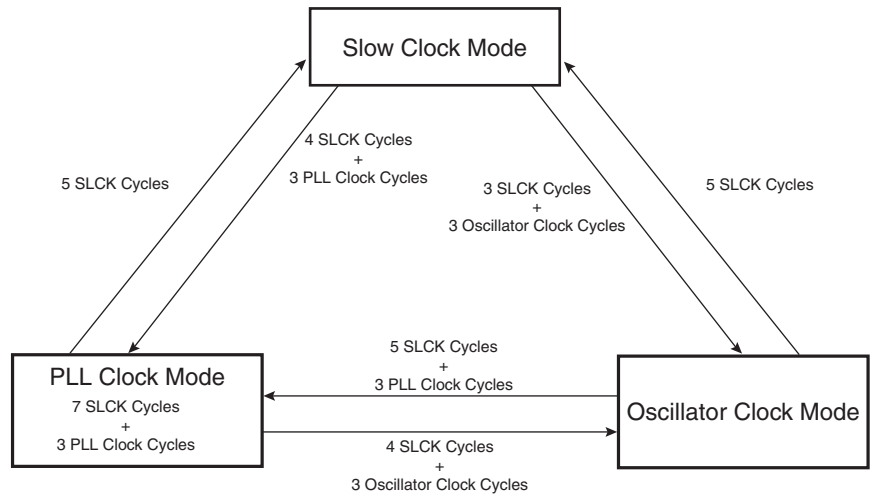 Slow Clock Mode
4 SLCK Cycles
+
3 PLL Clock Cycles
5 SLCK Cycles
3 SLCK Cycles
+
3 Oscillator Clock Cycles
5 SLCK Cycles
5 SLCK Cycles
+
3 PLL Clock Cycles
PLL Clock Mode
7 SLCK Cycles
+
3 PLL Clock Cycles
Oscillator Clock Mode
4 SLCK Cycles
+
3 Oscillator Clock Cycles